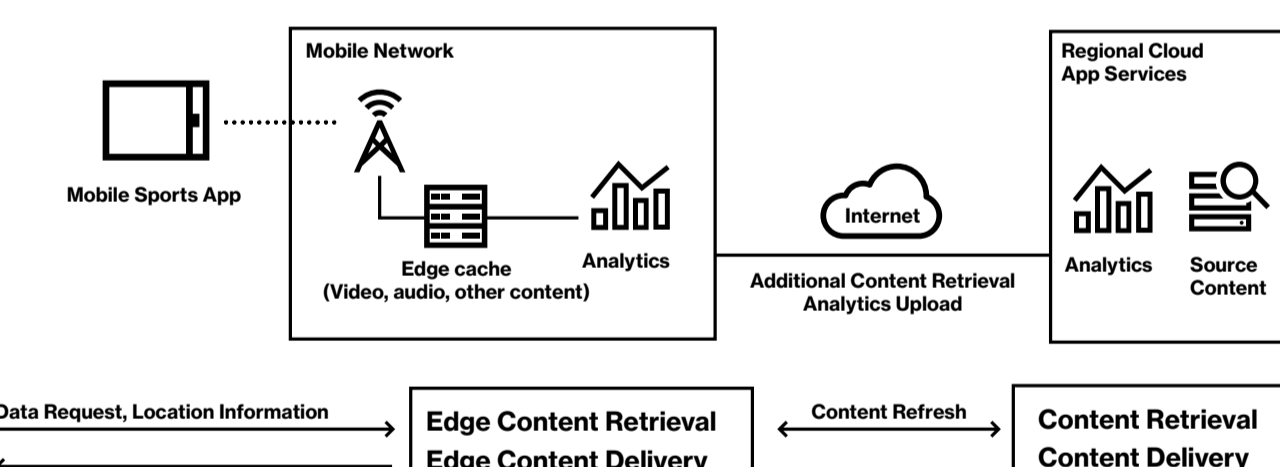 Mobile Network
Regional Cloud
App Services
Mobile Sports App
Internet
Edge cache
(Video, audio, other content)
Analytics
Additional Content Retrieval
Analytics Upload
Analytics
Source
Content
Data Request, Location Information
Edge Content Retrieval
Edge Content Delivery
Content Refresh
Content Retrieval
Content Delivery